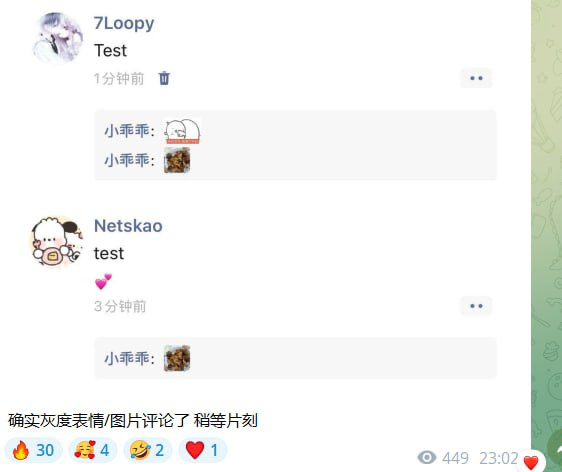 7Loopy
Test
1分钟前
小乖乖：
小乖乖：
Netskao
test
💕
3分钟前
小乖乖：
确实灰度表情/图片评论了 稍等片刻
🔥 30 🥰 4 🤣 2 ❤️ 1
449 23:02